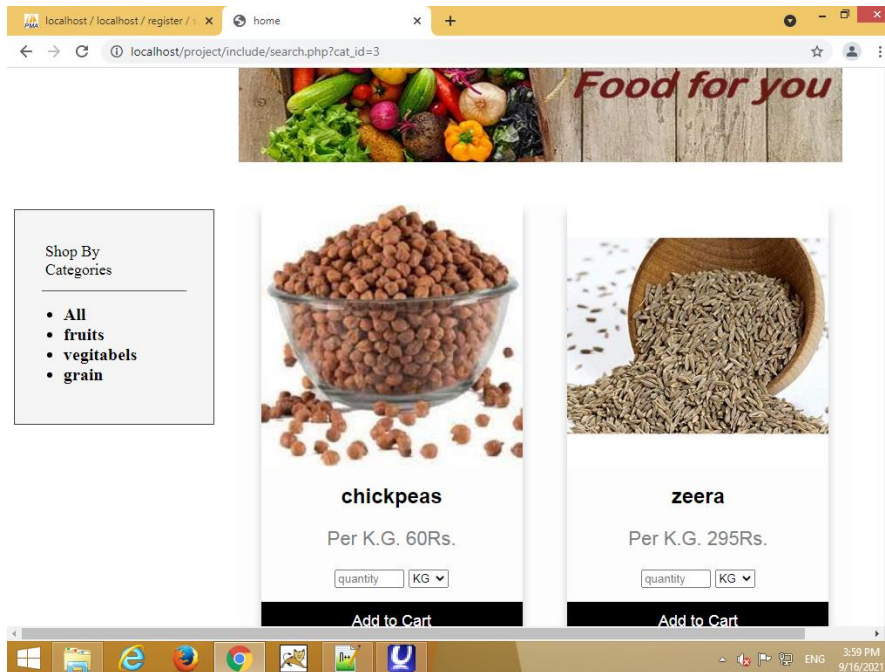 localhost / localhost / register / s
home
localhost/project/include/search.php?cat_id=3
Food for you
Shop By
Categories
All
fruits
vegitabels
grain
chickpeas
Per K.G. 60Rs.
quantity KG
Add to Cart
zeera
Per K.G. 295Rs.
quantity KG
Add to Cart
ENG
3:59 PM
9/16/2021